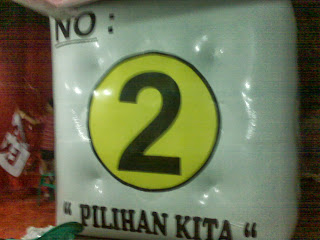 NO :
2
“ PILIHAN KITA “